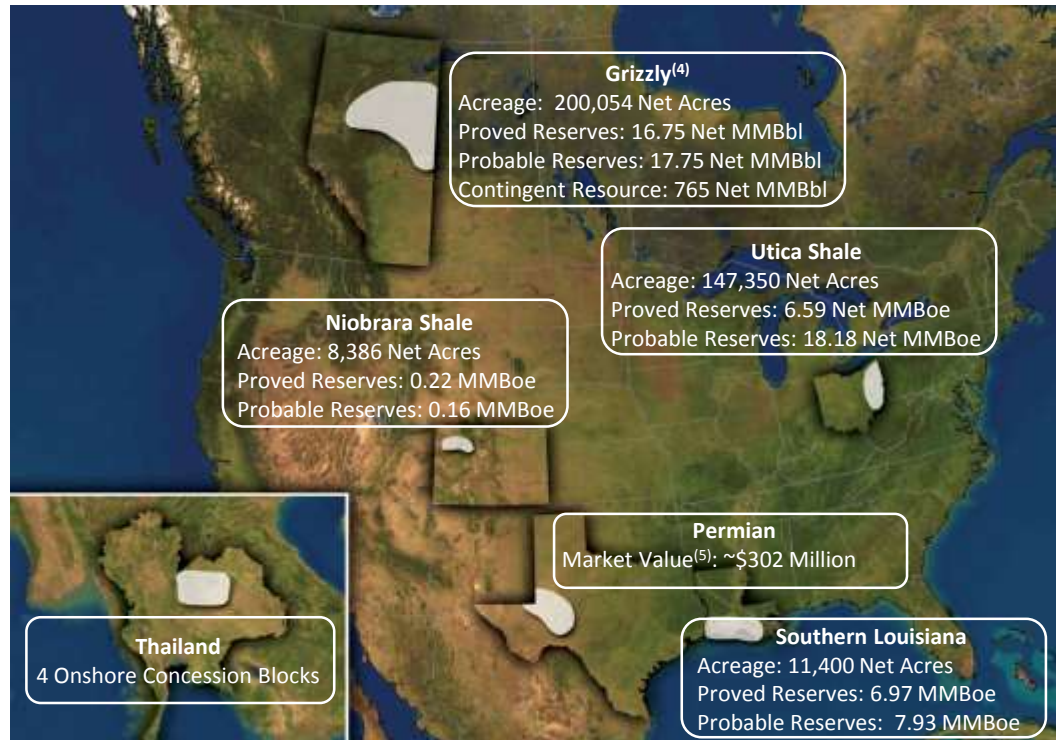 Grizzly(4)
Acreage: 200,054 Net Acres
Proved Reserves: 16.75 Net MMBbl
Probable Reserves: 17.75 Net MMBbl
Contingent Resource: 765 Net MMBbl
Utica Shale
Acreage: 147,350 Net Acres
Proved Reserves: 6.59 Net MMBoe
Probable Reserves: 18.18 Net MMBoe
Niobrara Shale
Acreage: 8,386 Net Acres
Proved Reserves: 0.22 MMBoe
Probable Reserves: 0.16 MMBoe
Permian
Market Value(5): ~$302 Million
Thailand
4 Onshore Concession Blocks
Southern Louisiana
Acreage: 11,400 Net Acres
Proved Reserves: 6.97 MMBoe
Probable Reserves: 7.93 MMBoe